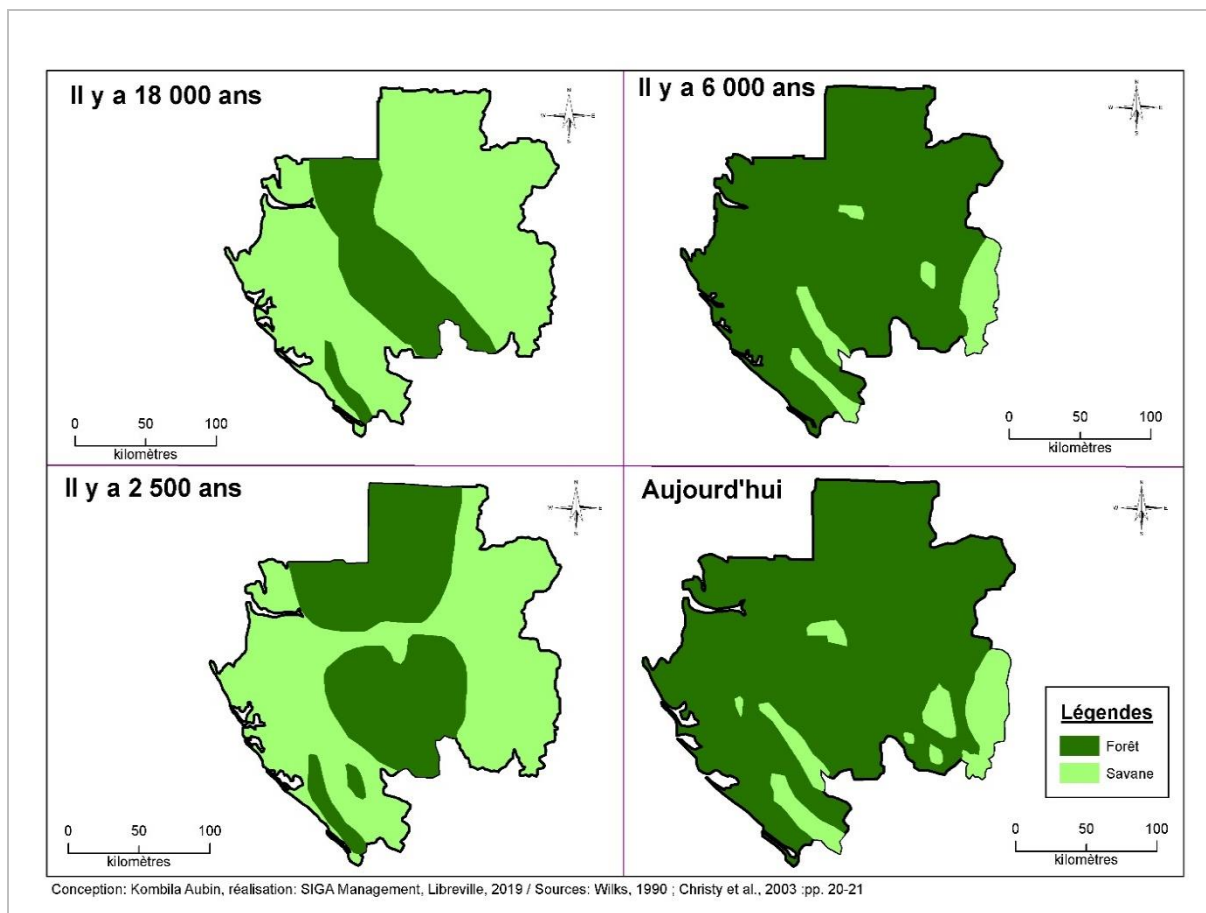 Il y a 18 000 ans
N
W
E
S
0
50
100
kilomètres
Il y a 6 000 ans
N
W
E
S
0
50
100
kilomètres
Il y a 2 500 ans
N
W
E
S
0
50
100
kilomètres
Aujourd'hui
N
W
E
S
Légendes
Forêt
Savane
0
50
100
kilomètres
Conception: Kombila Aubin, réalisation: SIGA Management, Libreville, 2019 / Sources: Wilks, 1990 ; Christy et al., 2003 :pp. 20-21